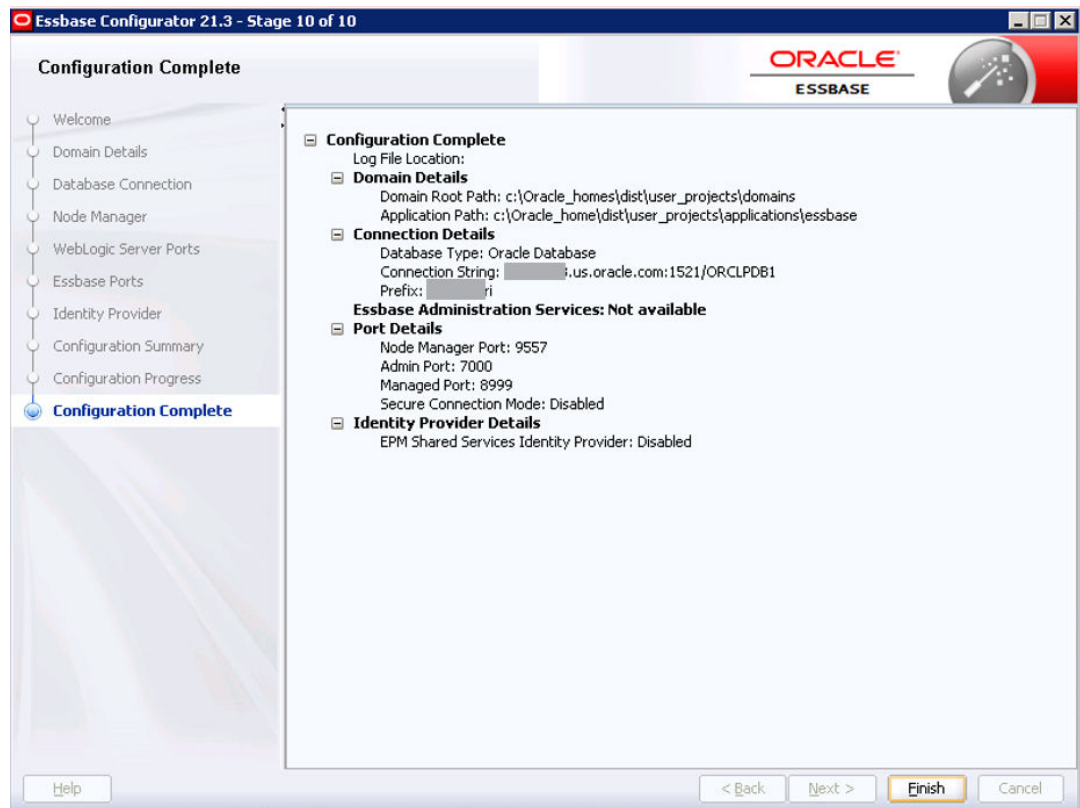 Essbase Configurator 21.3 - Stage 10 of 10
Configuration Complete
ORACLE
ESSBASE
Welcome
Domain Details
Database Connection
Node Manager
WebLogic Server Ports
Essbase Ports
Identity Provider
Configuration Summary
Configuration Progress
Configuration Complete
Configuration Complete
Log File Location:
Domain Details
Domain Root Path: c:\Oracle_homes\dist\user_projects\domains
Application Path: c:\Oracle_home\dist\user_projects\applications\essbase
Connection Details
Database Type: Oracle Database
Connection String: .us.oracle.com:1521/ORCLPDB1
Prefix: ri
Essbase Administration Services: Not available
Port Details
Node Manager Port: 9557
Admin Port: 7000
Managed Port: 8999
Secure Connection Mode: Disabled
Identity Provider Details
EPM Shared Services Identity Provider: Disabled
Help
< Back
Next >
Finish
Cancel